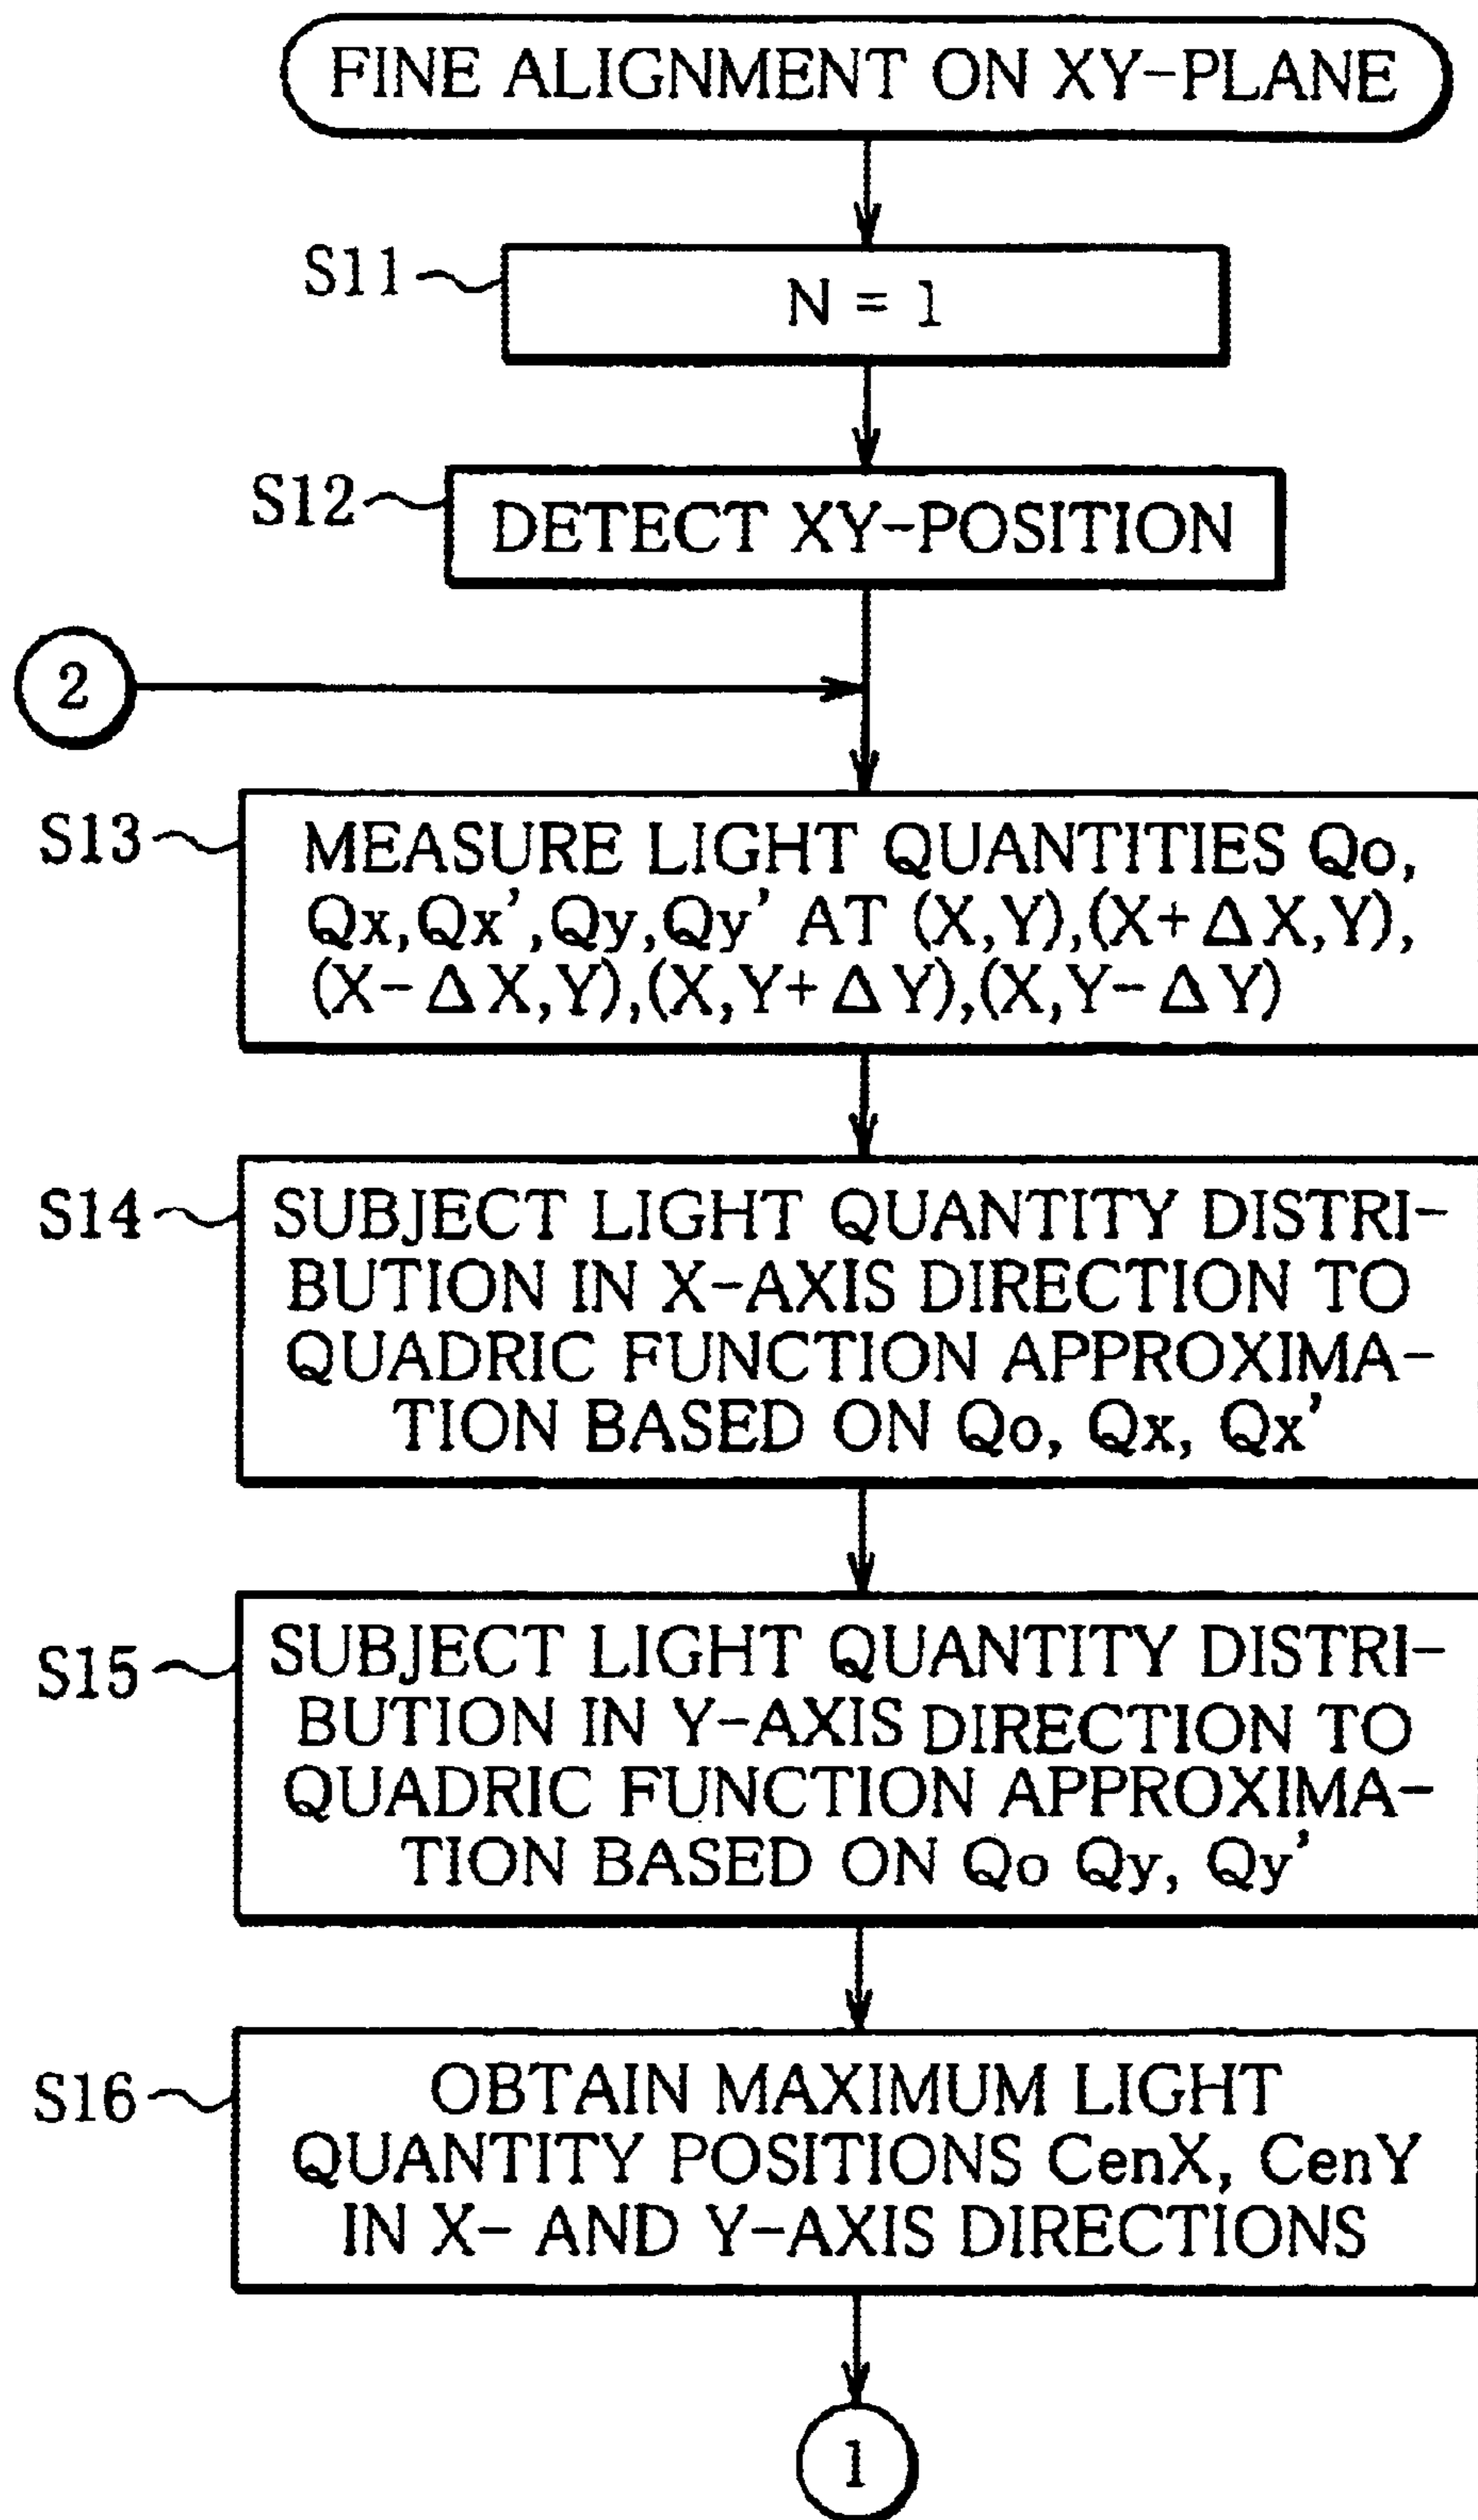 FINE ALIGNMENT ON XY-PLANE
S11
N = 1
S12
DETECT XY-POSITION
2
S13
MEASURE LIGHT QUANTITIES Qo,
Qx,Qx',Qy,Qy' AT (X,Y),(X+ΔX,Y),
(X-ΔX,Y),(X,Y+ΔY),(X,Y-ΔY)
S14
SUBJECT LIGHT QUANTITY DISTRI-
BUTION IN X-AXIS DIRECTION TO
QUADRIC FUNCTION APPROXIMA-
TION BASED ON Qo, Qx, Qx'
S15
SUBJECT LIGHT QUANTITY DISTRI-
BUTION IN Y-AXIS DIRECTION TO
QUADRIC FUNCTION APPROXIMA-
TION BASED ON Qo Qy, Qy'
S16
OBTAIN MAXIMUM LIGHT
QUANTITY POSITIONS CenX, CenY
IN X- AND Y-AXIS DIRECTIONS
1